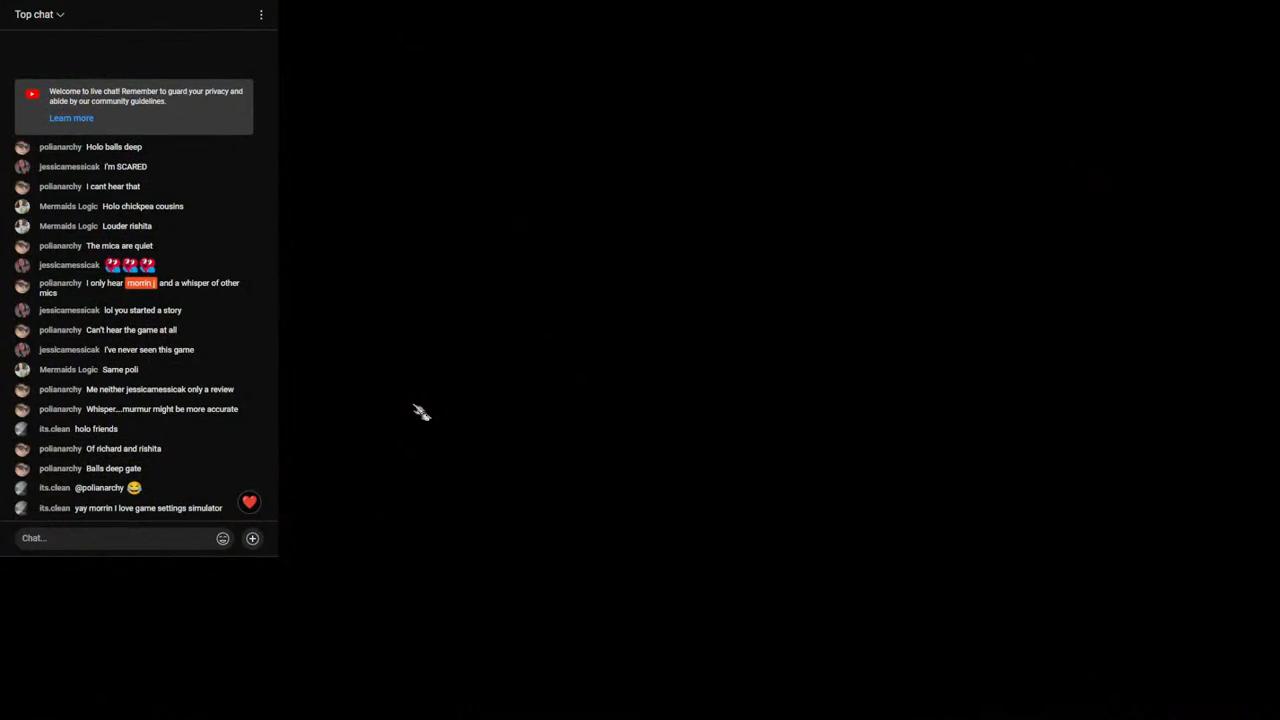 Top chat
Welcome to live chat! Remember to guard your privacy and
abide by our community guidelines.
Learn more
polianarchy Holo balls deep
jessicamessicak I'm SCARED
polianarchy I cant hear that
Mermaids Logic Holo chickpea cousins
Mermaids Logic Louder rishita
polianarchy The mica are quiet
jessicamessicak
polianarchy I only hear morrin j and a whisper of other
mics
jessicamessicak lol you started a story
polianarchy Can't hear the game at all
jessicamessicak I've never seen this game
Mermaids Logic Same poli
polianarchy Me neither jessicamessicak only a review
polianarchy Whisper....murmur might be more accurate
its.clean holo friends
polianarchy Of richard and rishita
polianarchy Balls deep gate
its.clean @polianarchy 😂
its.clean yay morrin I love game settings simulator
Chat...